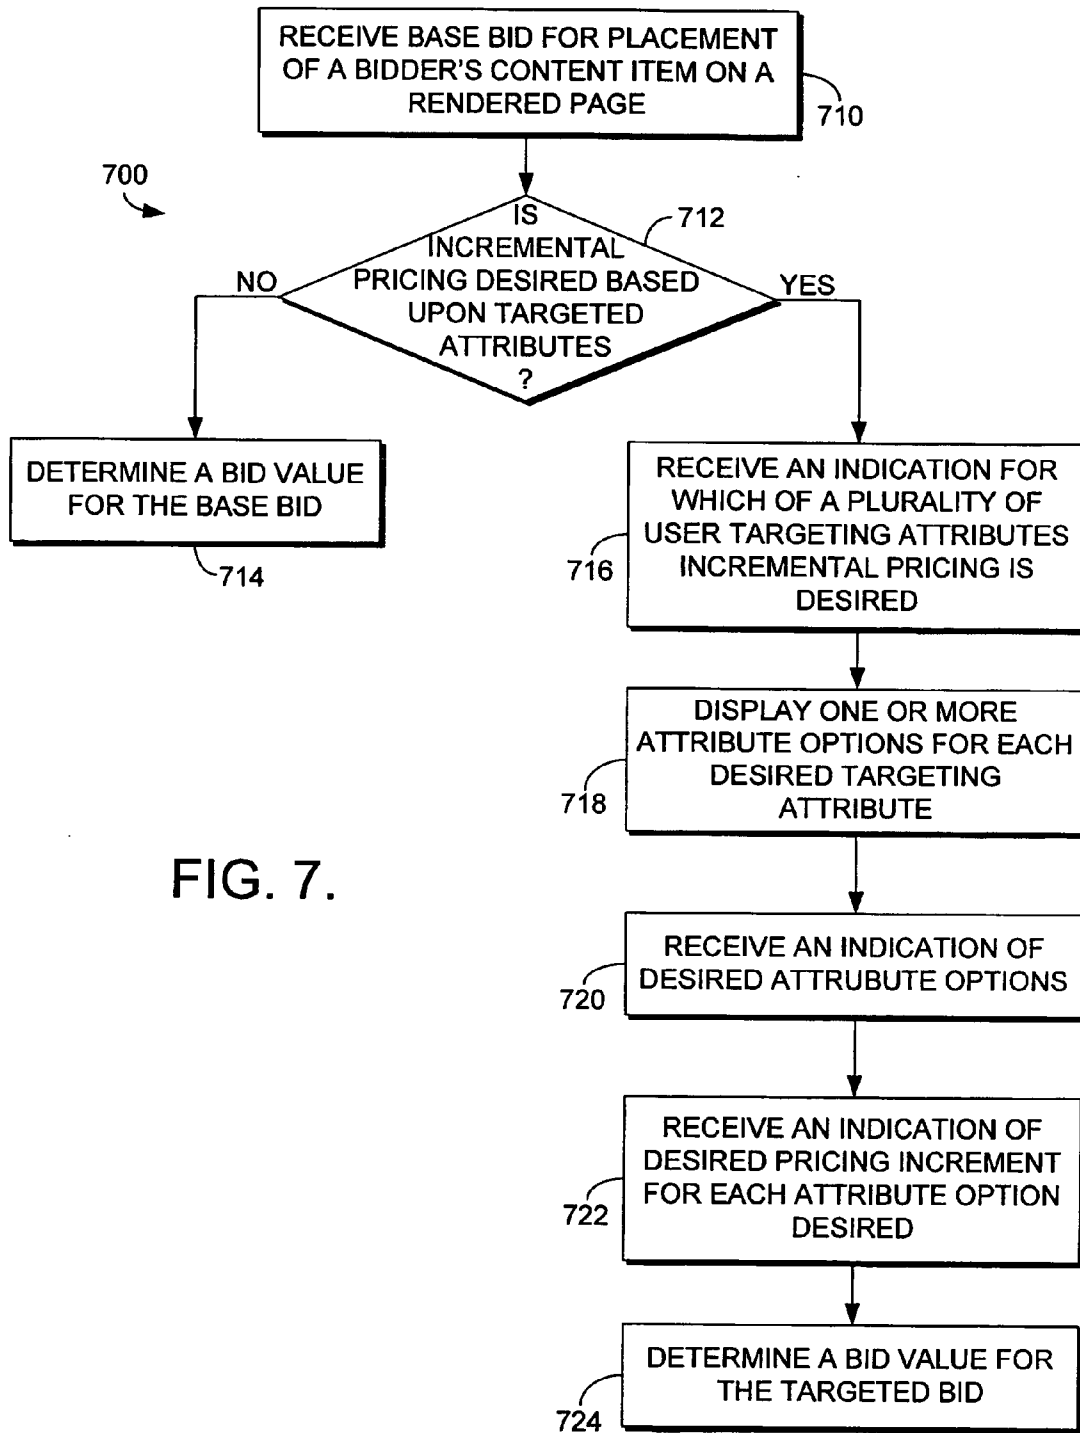 RECEIVE BASE BID FOR PLACEMENT
OF A BIDDER'S CONTENT ITEM ON A
RENDERED PAGE
710
700
712
IS
INCREMENTAL
PRICING DESIRED BASED
UPON TARGETED
ATTRIBUTES
?
NO
YES
DETERMINE A BID VALUE
FOR THE BASE BID
714
RECEIVE AN INDICATION FOR
WHICH OF A PLURALITY OF
USER TARGETING ATTRIBUTES
INCREMENTAL PRICING IS
DESIRED
716
DISPLAY ONE OR MORE
ATTRIBUTE OPTIONS FOR EACH
DESIRED TARGETING
ATTRIBUTE
718
FIG. 7.
RECEIVE AN INDICATION OF
DESIRED ATTRUBUTE OPTIONS
720
RECEIVE AN INDICATION OF
DESIRED PRICING INCREMENT
FOR EACH ATTRIBUTE OPTION
DESIRED
722
DETERMINE A BID VALUE FOR
THE TARGETED BID
724